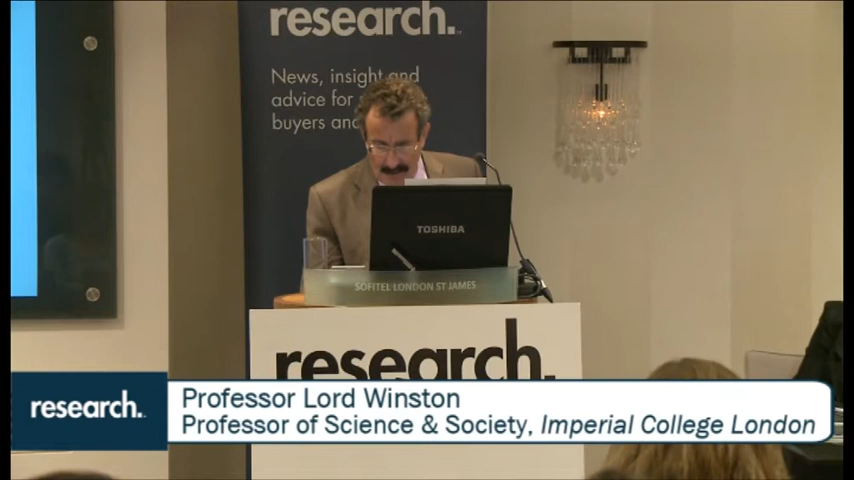 research.
News, insight and
advice for
buyers and
TOSHIBA
SOFITEL LONDON ST JAMES
research.
research.
Professor Lord Winston
Professor of Science & Society, Imperial College London